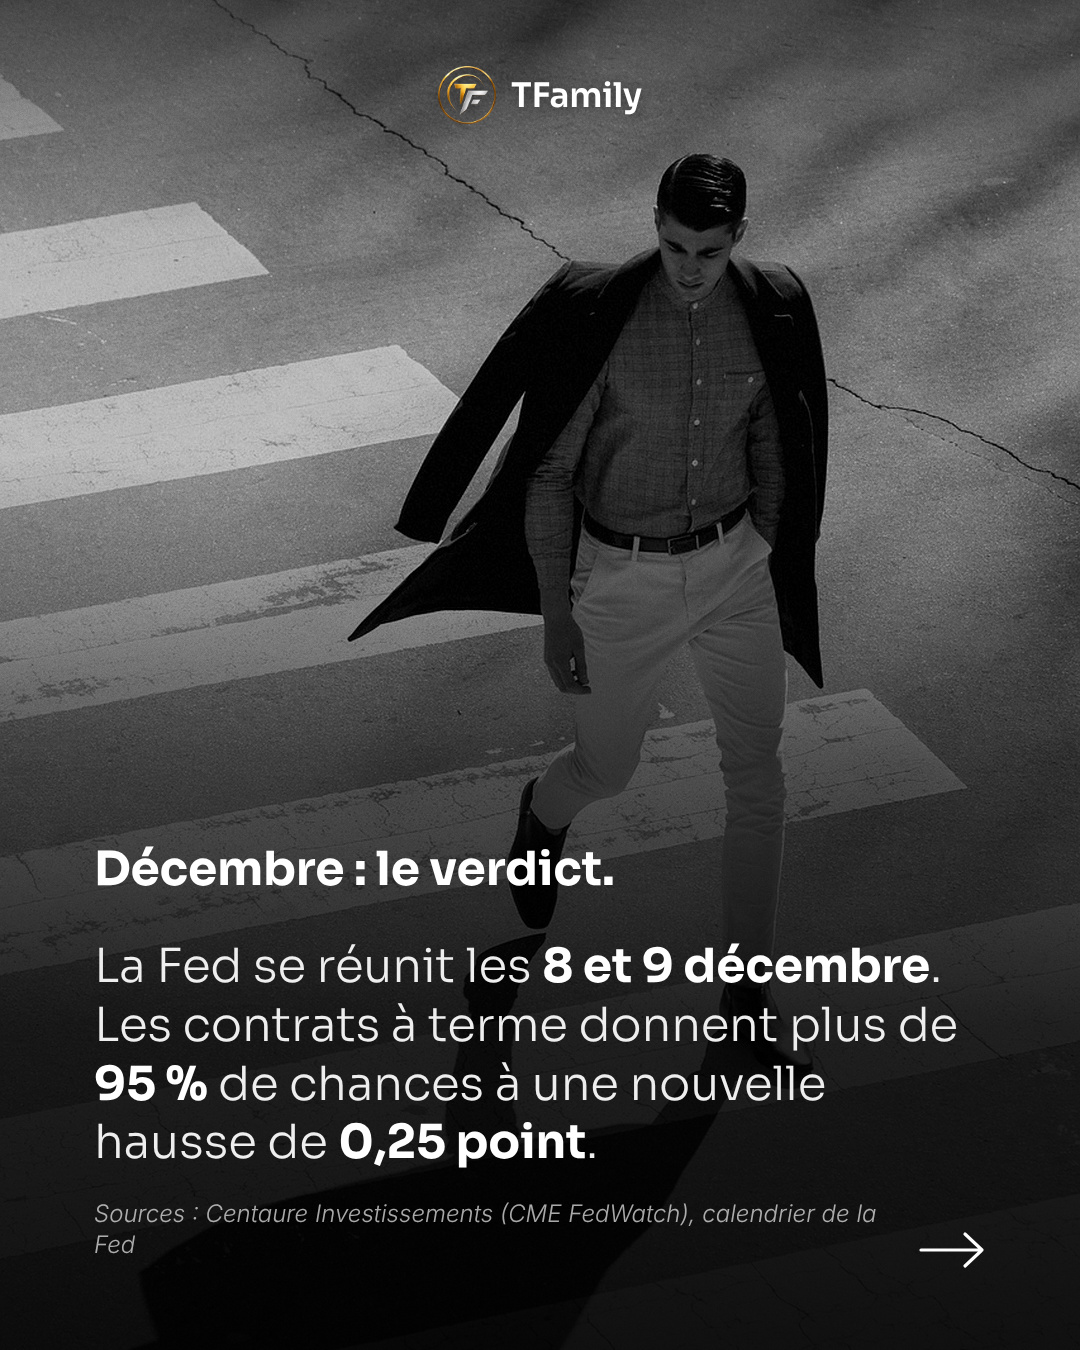 TF TFamily
Décembre : le verdict.
La Fed se réunit les 8 et 9 décembre.
Les contrats à terme donnent plus de
95 % de chances à une nouvelle
hausse de 0,25 point.
Sources : Centaure Investissements (CME FedWatch), calendrier de la
Fed